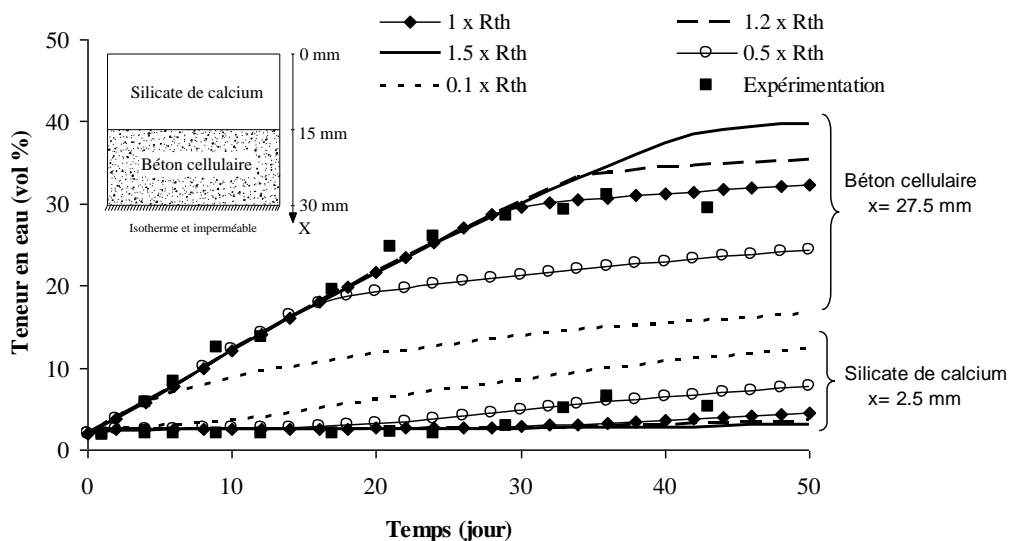 1 x Rth
1.2 x Rth
1.5 x Rth
0.5 x Rth
0.1 x Rth
Expérimentation
Teneur en eau (vol %)
50
40
30
20
10
0
0 mm
Silicate de calcium
15 mm
Béton cellulaire
30 mm
Isotherme et imperméable
X
Béton cellulaire
x= 27.5 mm
Silicate de calcium
x= 2.5 mm
0
10
20
30
40
50
Temps (jour)